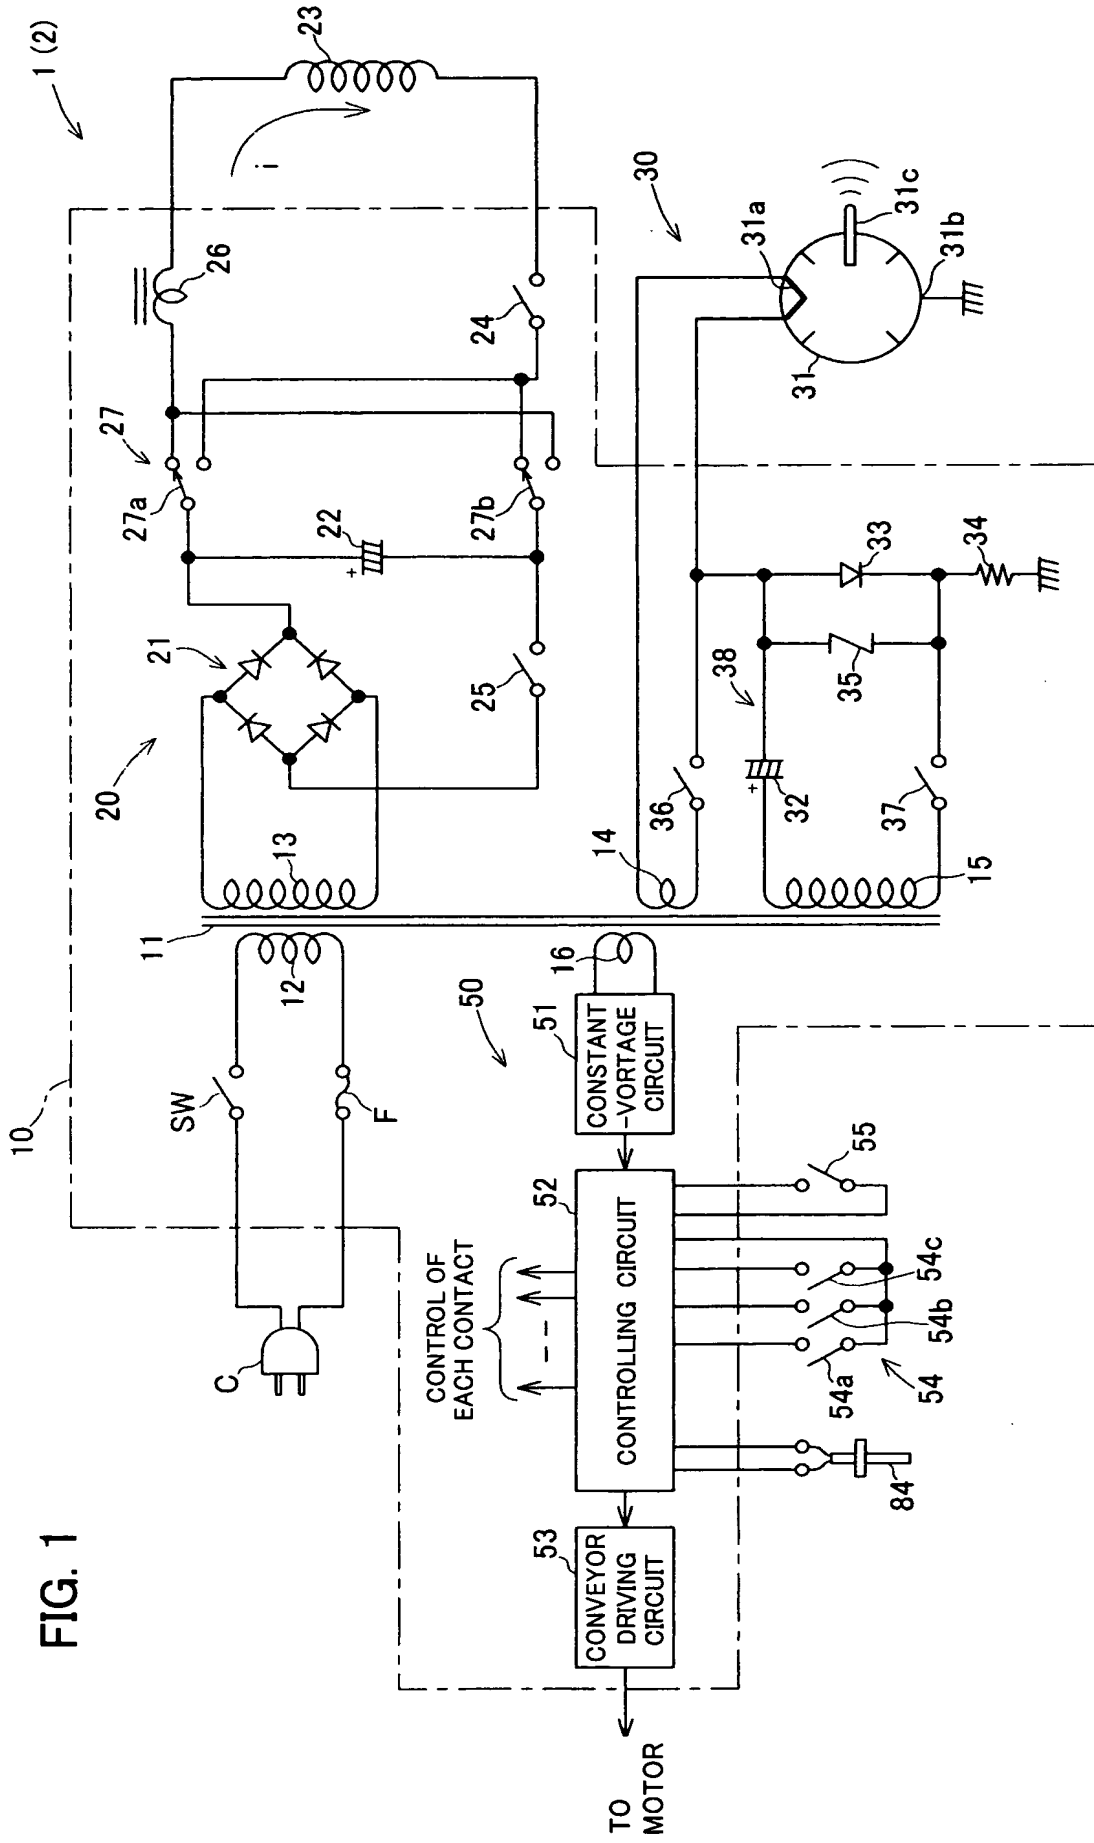 FIG. 1
1 (2)
10
20
21
22
23
24
25
26
27
27a
27b
i
11
12
13
14
15
16
SW
F
C
30
31
31a
31b
31c
32
33
34
35
36
37
38
+
+
50
51
CONSTANT
-VORTAGE
CIRCUIT
52
CONTROLLING CIRCUIT
CONTROL OF
EACH CONTACT
53
CONVEYOR
DRIVING
CIRCUIT
TO
MOTOR
54
54a
54b
54c
55
84